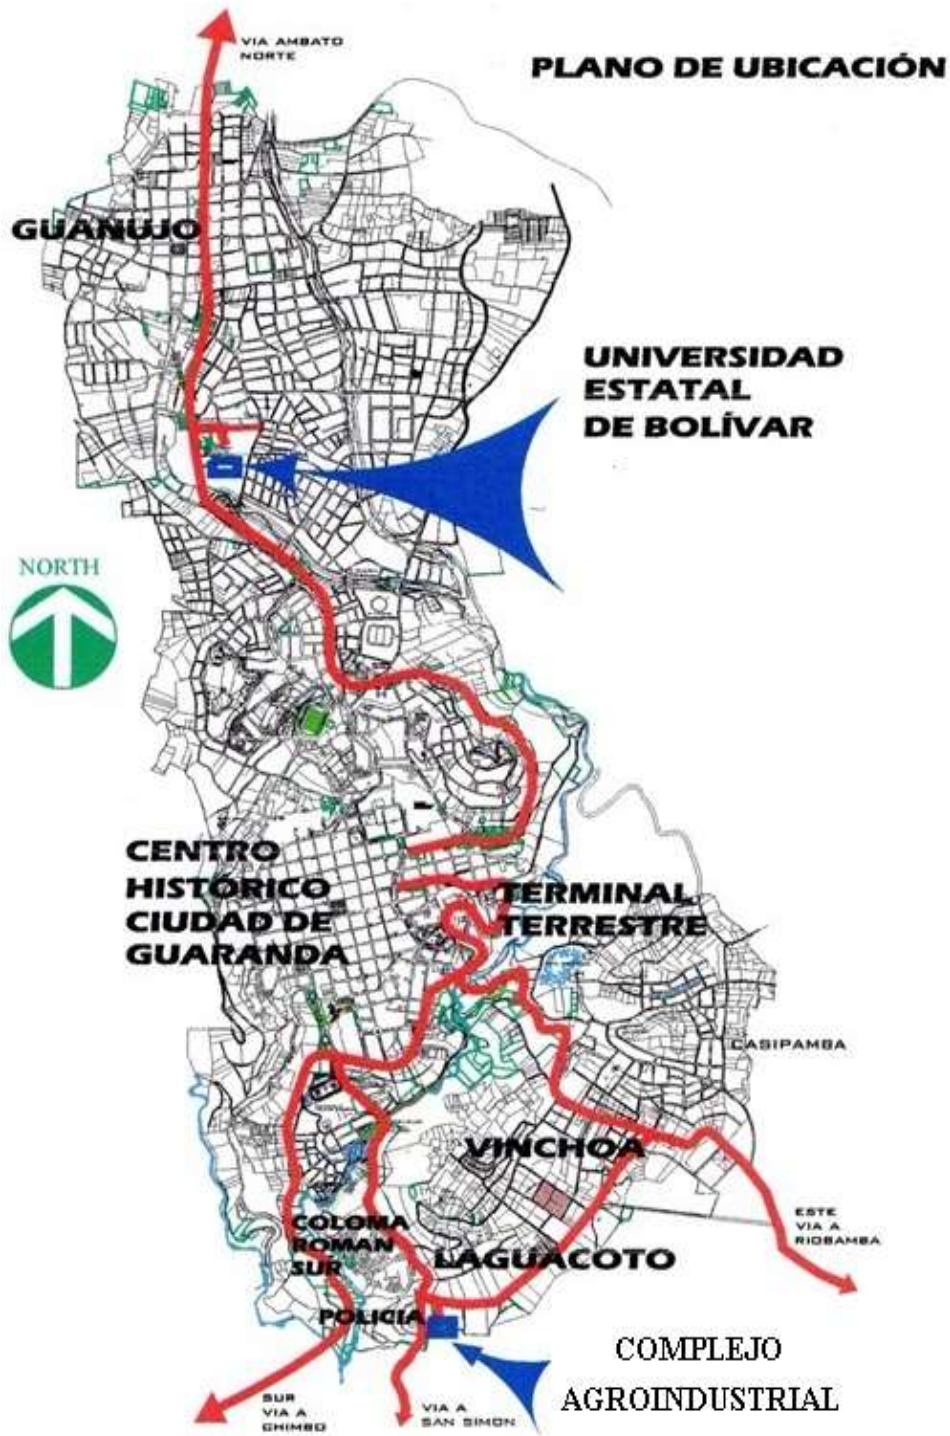 VIA AMBATO
NORTE
PLANO DE UBICACIÓN
GUANUJO
UNIVERSIDAD
ESTATAL
DE BOLÍVAR
NORTH
CENTRO
HISTÓRICO
CIUDAD DE
GUARANDA
TERMINAL
TERRESTRE
CASIPAMBA
VINCHOA
ESTE
VIA A
RIOBAMBA
COLOMA
ROMAN
SUR
LAGUACOTO
POLICIA
COMPLEJO
AGROINDUSTRIAL
SUR
VIA A
CHIMBO
VIA A
SAN SIMON